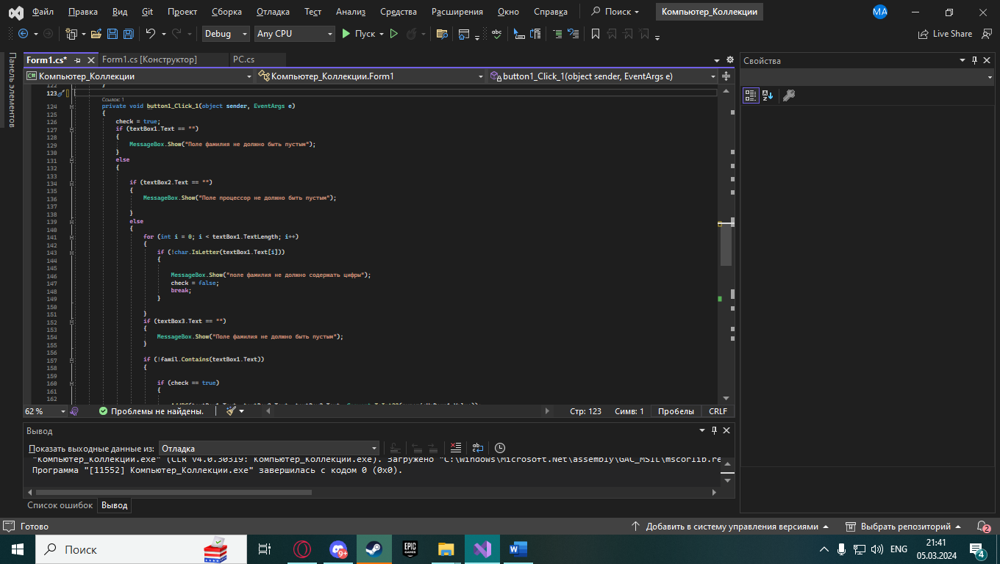 Файл Правка Вид Git Проект Сборка Отладка Тест Анализ Средства Расширения Окно Справка Поиск Компьютер_Коллекции МА
Debug Any CPU Пуск Live Share
Панель элементов
Form1.cs* Form1.cs [Конструктор] PC.cs
Свойства
C# Компьютер_Коллекции Компьютер_Коллекции.Form1 button1_Click_1(object sender, EventArgs e)
122 }
123
Ссылок: 1
124 private void button1_Click_1(object sender, EventArgs e)
125 {
126 check = true;
127 if (textBox1.Text == "")
128 {
129 MessageBox.Show("Поле фамилия не должно быть пустым");
130 }
131 else
132 {
133
134 if (textBox2.Text == "")
135 {
136 MessageBox.Show("Поле процессор не должно быть пустым");
137
138 }
139 else
140 {
141 for (int i = 0; i < textBox1.TextLength; i++)
142 {
143 if (!char.IsLetter(textBox1.Text[i]))
144 {
145
146 MessageBox.Show("поле фамилия не должно содержать цифры");
147 check = false;
148 break;
149 }
150
151 }
152 if (textBox3.Text == "")
153 {
154 MessageBox.Show("Поле фамилия не должно быть пустым");
155 }
156
157 if (!famil.Contains(textBox1.Text))
158 {
159
160 if (check == true)
161 {
162
62 % Проблемы не найдены. Стр: 123 Симв: 1 Пробелы CRLF
Вывод
Показать выходные данные из: Отладка
"Компьютер_Коллекции.exe" (CLR v4.0.30319: Компьютер_Коллекции.exe). Загружено "C:\Windows\Microsoft.Net\assembly\GAC_MSIL\mscorlib.re
Программа "[11552] Компьютер_Коллекции.exe" завершилась с кодом 0 (0x0).
Список ошибок Вывод
Готово Добавить в систему управления версиями Выбрать репозиторий 2
Поиск 9+ EPIC GAMES ENG 21:41
05.03.2024 4